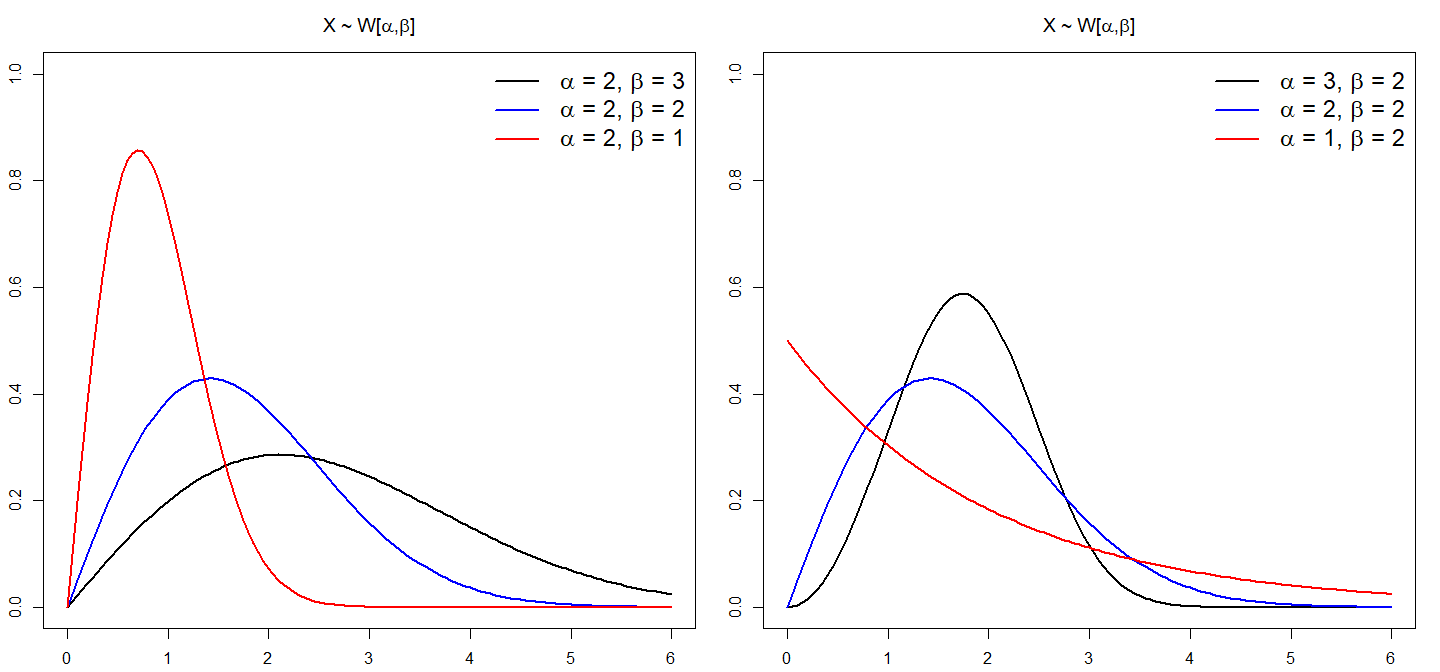 X ~ W[α,β]
α = 2, β = 3
α = 2, β = 2
α = 2, β = 1
1.0
0.8
0.6
0.4
0.2
0.0
0 1 2 3 4 5 6
X ~ W[α,β]
α = 3, β = 2
α = 2, β = 2
α = 1, β = 2
1.0
0.8
0.6
0.4
0.2
0.0
0 1 2 3 4 5 6